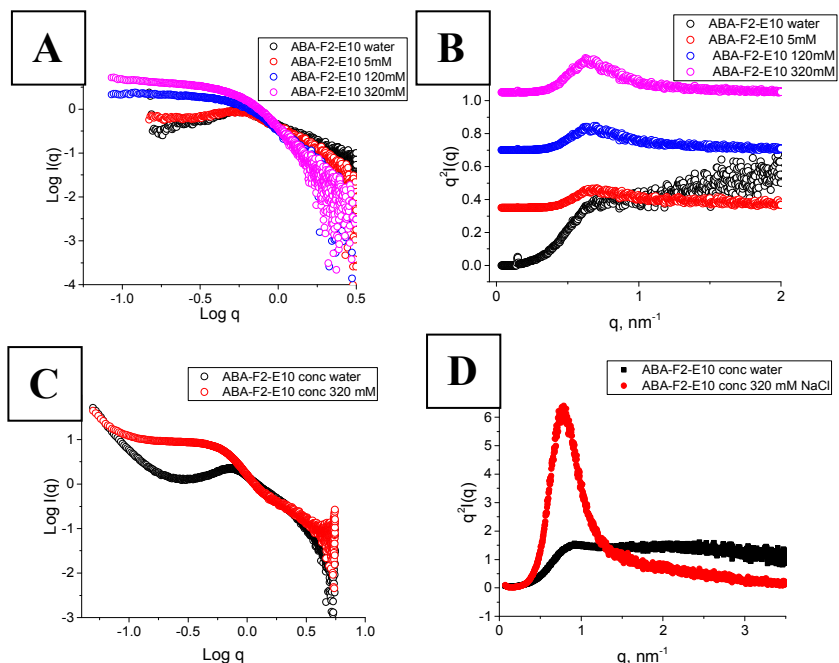 A
ABA-F2-E10 water
ABA-F2-E10 5mM
ABA-F2-E10 120mM
ABA-F2-E10 320mM
Log I(q)
0
-1
-2
-3
-4
-1.0
-0.5
0.0
0.5
Log q
B
ABA-F2-E10 water
ABA-F2-E10 5mM
ABA-F2-E10 120mM
ABA-F2-E10 320mM
q²I(q)
1.2
0.8
0.4
0.0
0
1
2
q, nm⁻¹
C
ABA-F2-E10 conc water
ABA-F2-E10 conc 320 mM
Log I(q)
1
0
-1
-2
-3
-1.0
-0.5
0.0
0.5
1.0
Log q
D
ABA-F2-E10 conc water
ABA-F2-E10 conc 320 mM NaCl
q²I(q)
6
5
4
3
2
1
0
-1
0
1
2
3
q, nm⁻¹